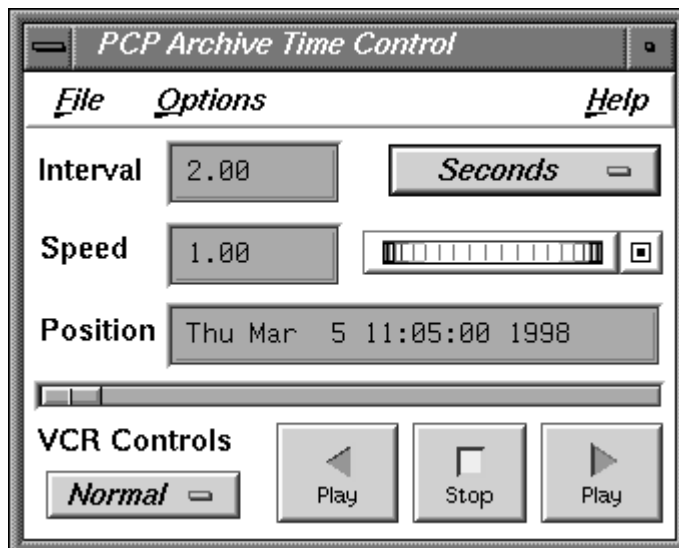 PCP Archive Time Control
File Options Help
Interval 2.00 Seconds
Speed 1.00
Position Thu Mar  5 11:05:00 1998
VCR Controls
Normal Play Stop Play